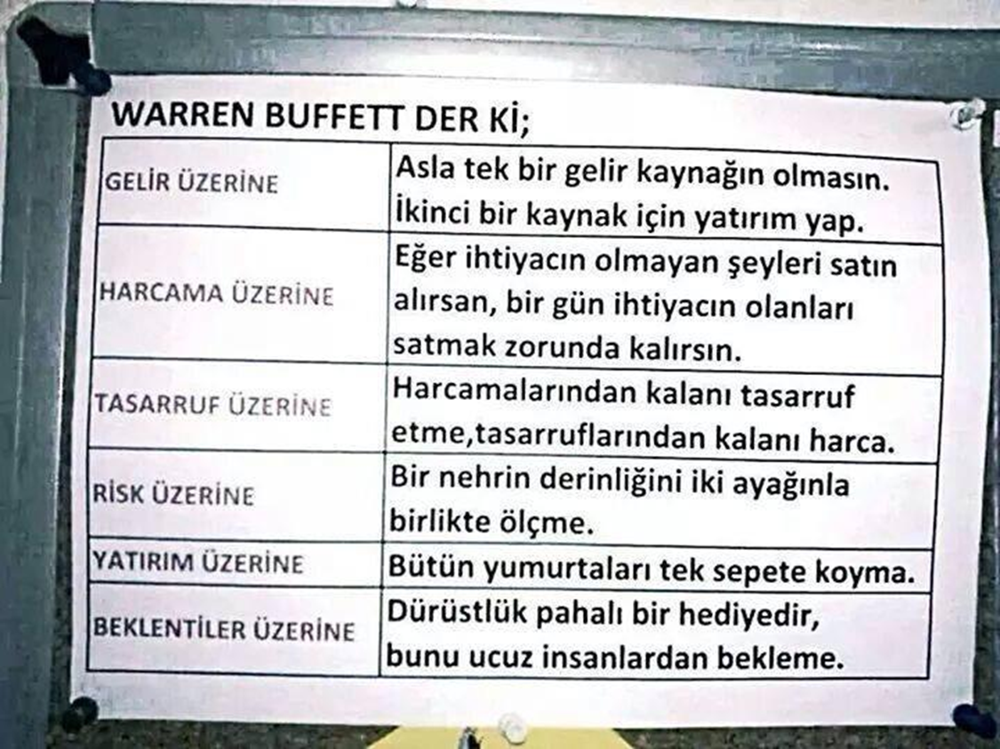 WARREN BUFFETT DER Kİ;
GELİR ÜZERİNE
Asla tek bir gelir kaynağın olmasın.
İkinci bir kaynak için yatırım yap.
HARCAMA ÜZERİNE
Eğer ihtiyacın olmayan şeyleri satın
alırsan, bir gün ihtiyacın olanları
satmak zorunda kalırsın.
TASARRUF ÜZERİNE
Harcamalarından kalanı tasarruf
etme,tasarruflarından kalanı harca.
RİSK ÜZERİNE
Bir nehrin derinliğini iki ayağınla
birlikte ölçme.
YATIRIM ÜZERİNE
Bütün yumurtaları tek sepete koyma.
BEKLENTİLER ÜZERİNE
Dürüstlük pahalı bir hediyedir,
bunu ucuz insanlardan bekleme.